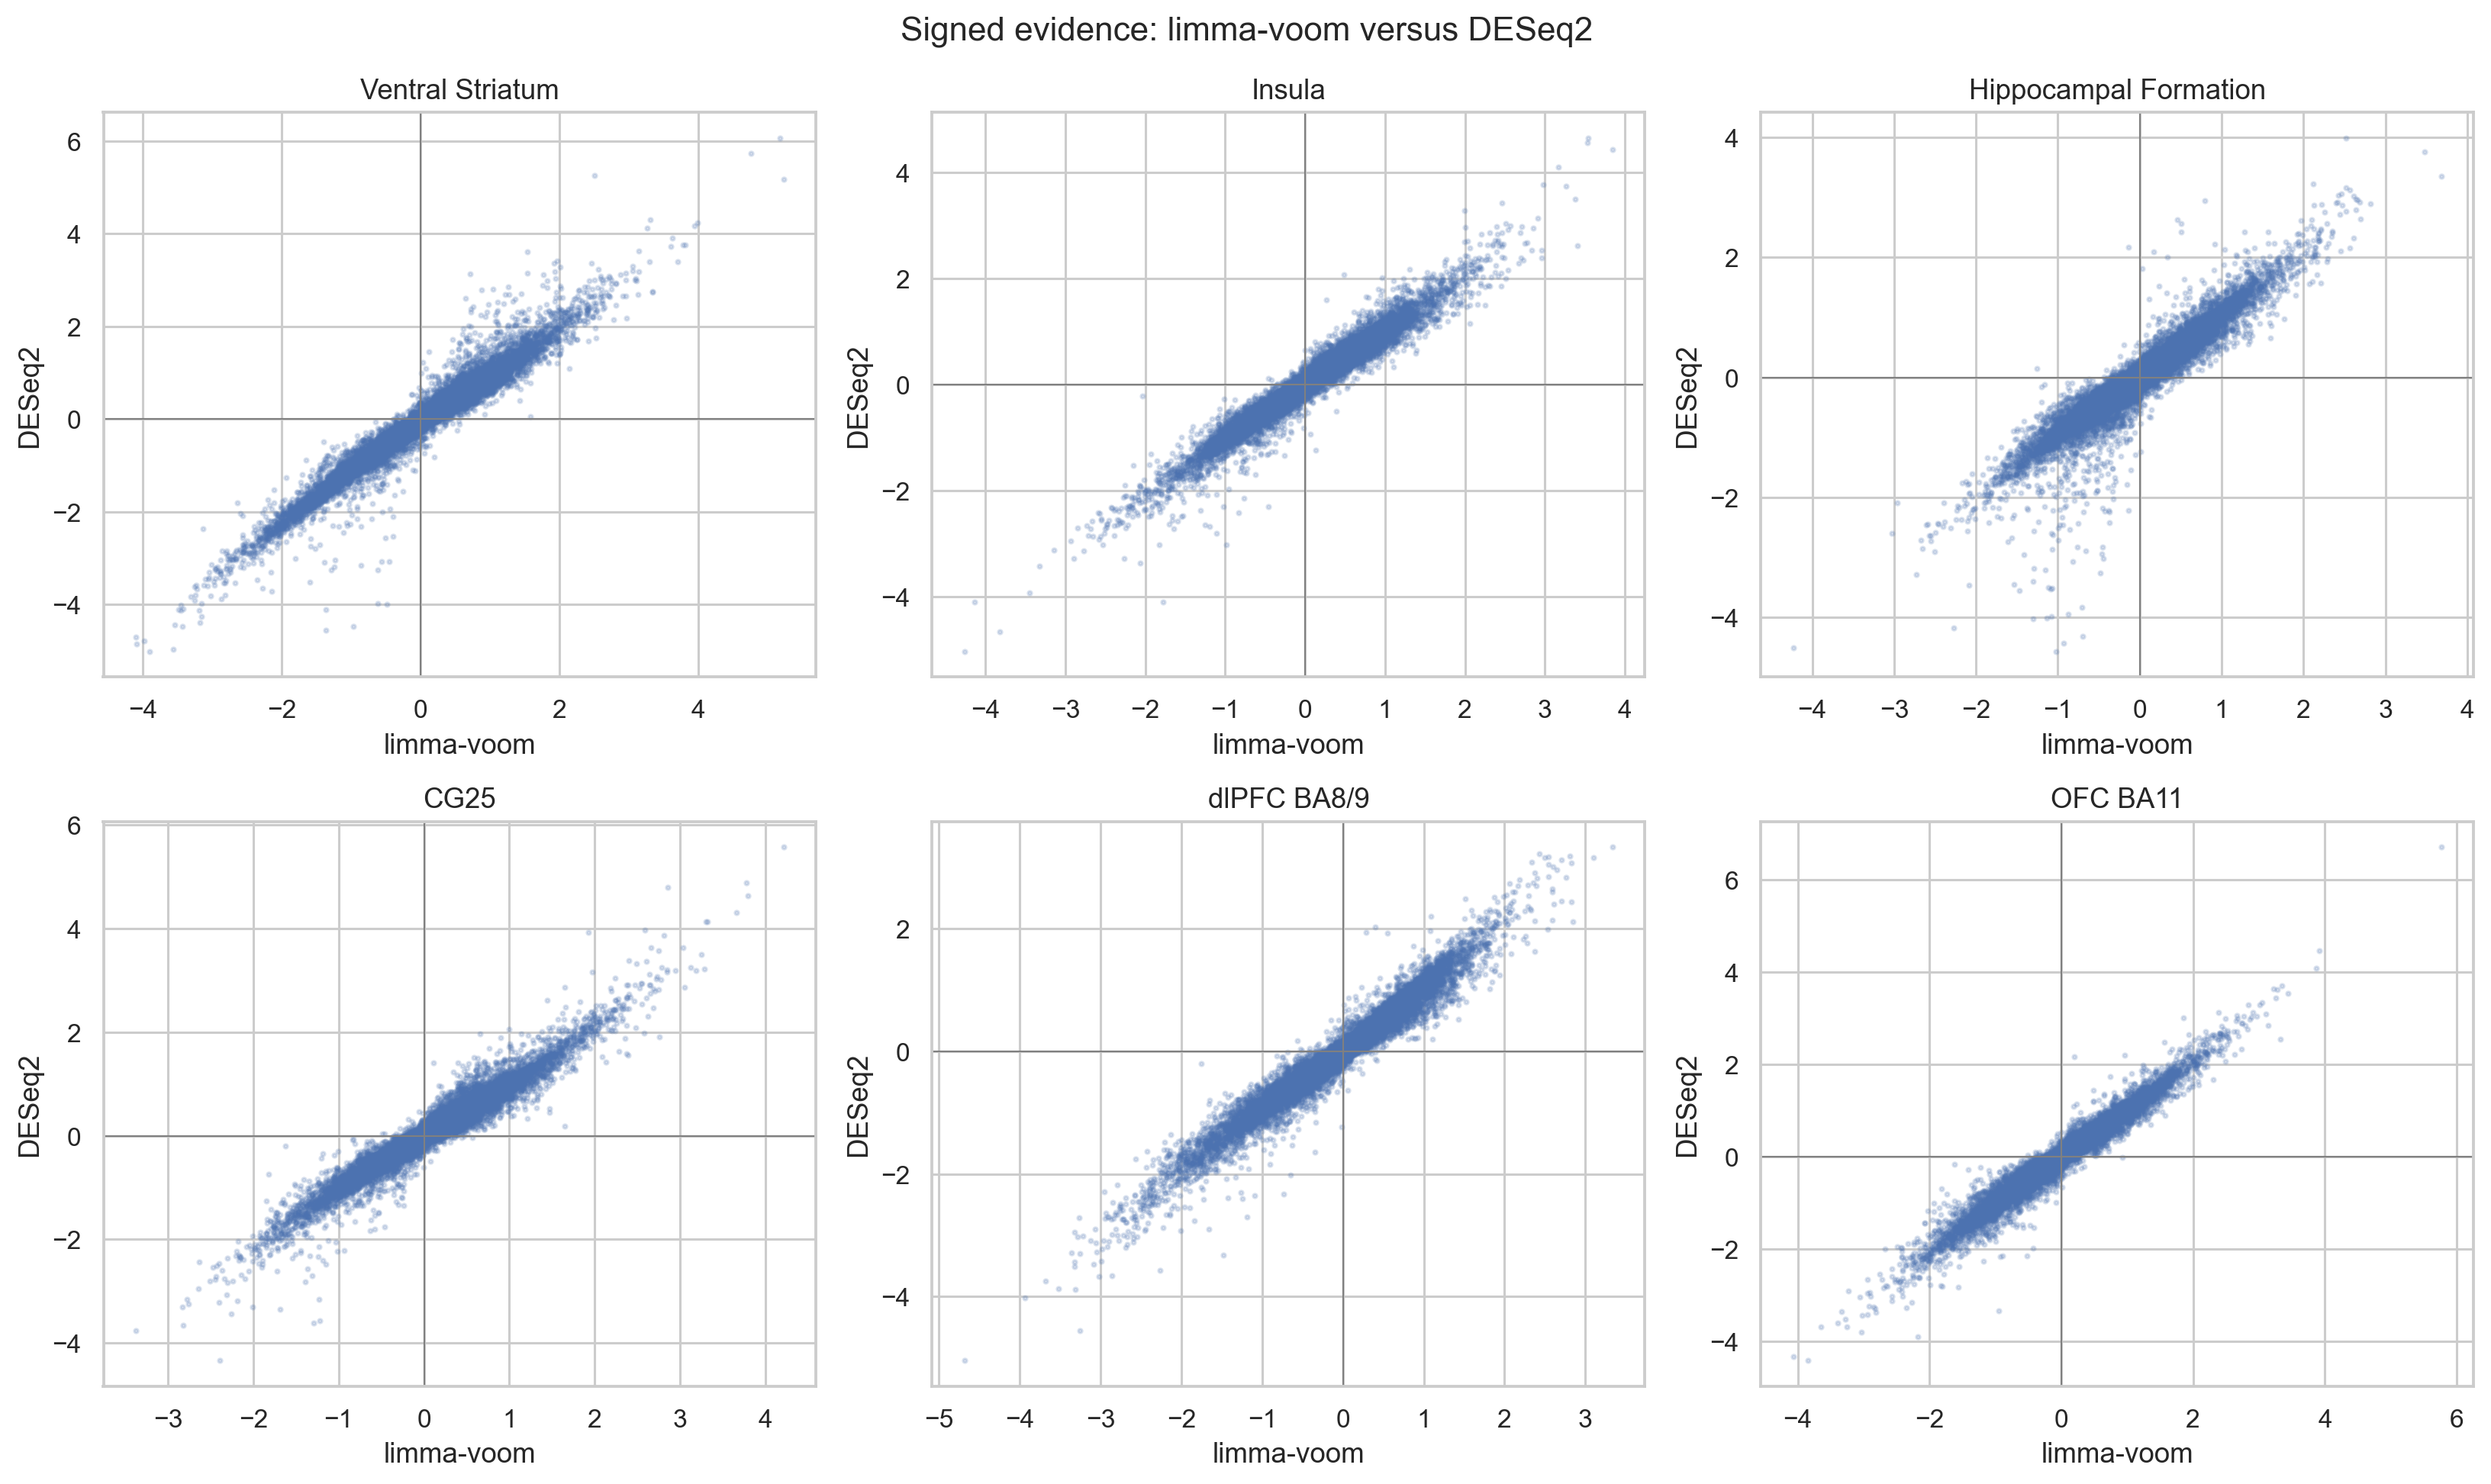 Signed evidence: limma-voom versus DESeq2
Ventral Striatum
6
4
2
0
−2
−4
DESeq2
−4 −2 0 2 4
limma-voom
Insula
4
2
0
−2
−4
DESeq2
−4 −3 −2 −1 0 1 2 3 4
limma-voom
Hippocampal Formation
4
2
0
−2
−4
DESeq2
−4 −3 −2 −1 0 1 2 3 4
limma-voom
CG25
6
4
2
0
−2
−4
DESeq2
−3 −2 −1 0 1 2 3 4
limma-voom
dlPFC BA8/9
2
0
−2
−4
DESeq2
−5 −4 −3 −2 −1 0 1 2 3
limma-voom
OFC BA11
6
4
2
0
−2
−4
DESeq2
−4 −2 0 2 4 6
limma-voom